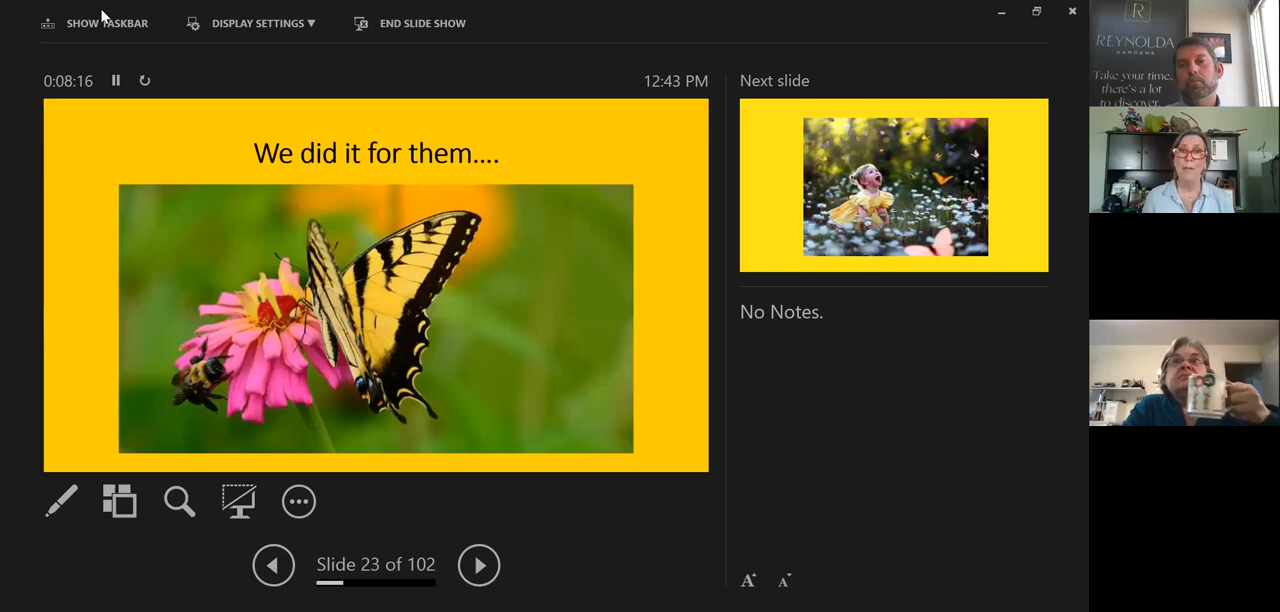 SHOW TASKBAR
DISPLAY SETTINGS ▼
END SLIDE SHOW
0:08:16
12:43 PM
Next slide
We did it for them....
No Notes.
Slide 23 of 102
A
A
R
REYNOLDA
GARDENS
Take your time,
there's a lot
to discover.